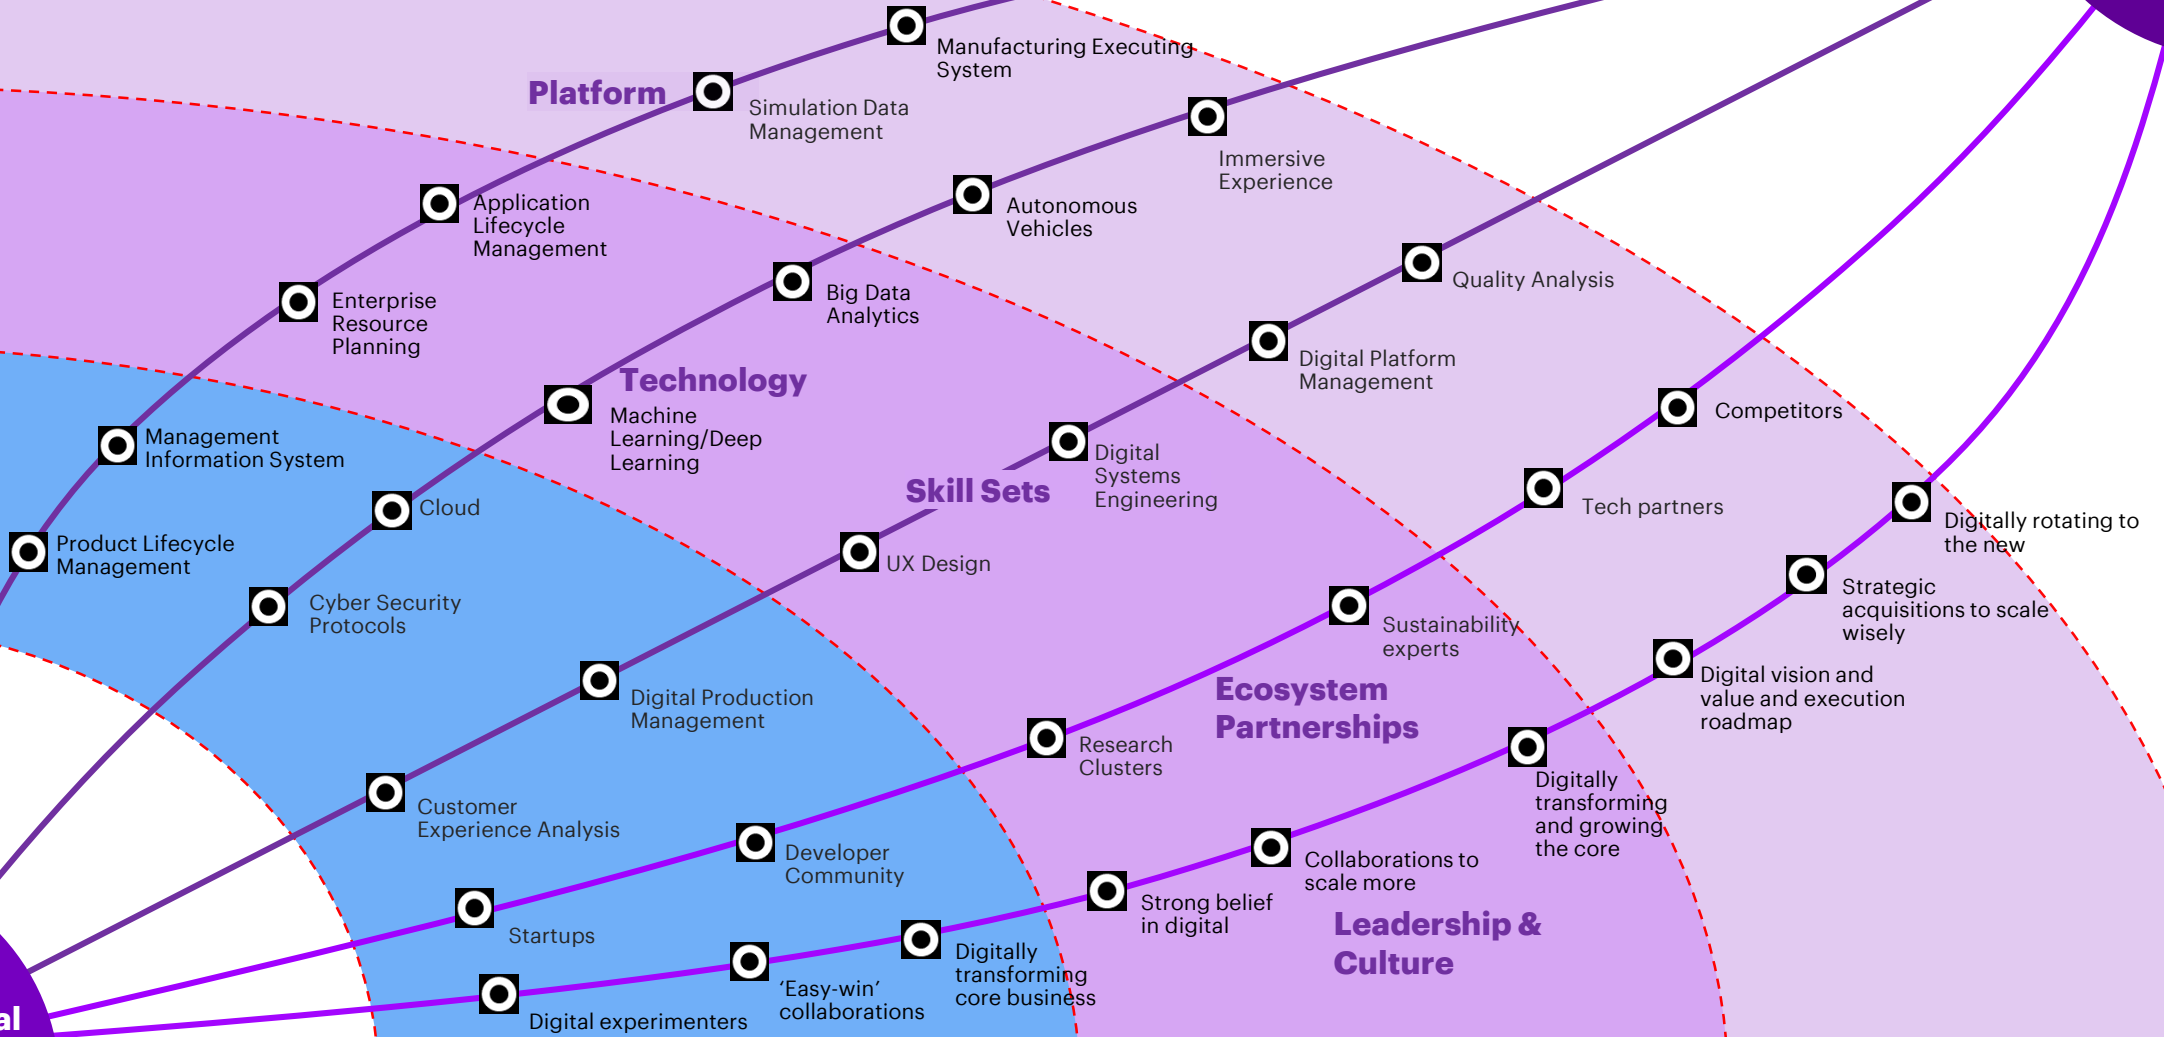 Manufacturing Executing
System
Platform
Simulation Data
Management
Immersive
Experience
Application
Lifecycle
Management
Autonomous
Vehicles
Quality Analysis
Enterprise
Resource
Planning
Big Data
Analytics
Digital Platform
Management
Technology
Machine
Learning/Deep
Learning
Competitors
Management
Information System
Digital
Systems
Engineering
Skill Sets
Cloud
Tech partners
Digitally rotating to
the new
Product Lifecycle
Management
UX Design
Strategic
acquisitions to scale
wisely
Cyber Security
Protocols
Sustainability
experts
Digital vision and
value and execution
roadmap
Ecosystem
Partnerships
Digital Production
Management
Research
Clusters
Digitally
transforming
and growing
the core
Customer
Experience Analysis
Developer
Community
Collaborations to
scale more
Strong belief
in digital
Leadership &
Culture
Startups
Digitally
transforming
core business
‘Easy-win’
collaborations
Digital experimenters
al